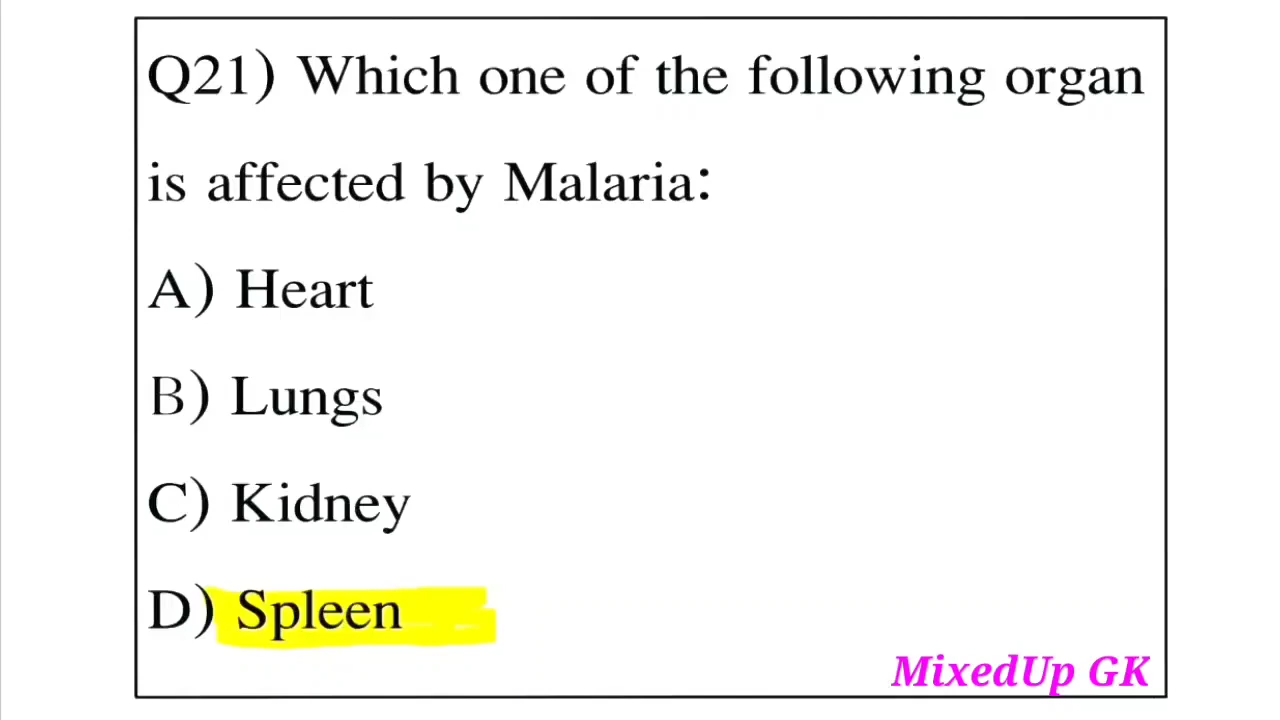 Q21) Which one of the following organ
is affected by Malaria:
A) Heart
B) Lungs
C) Kidney
D) Spleen
MixedUp GK